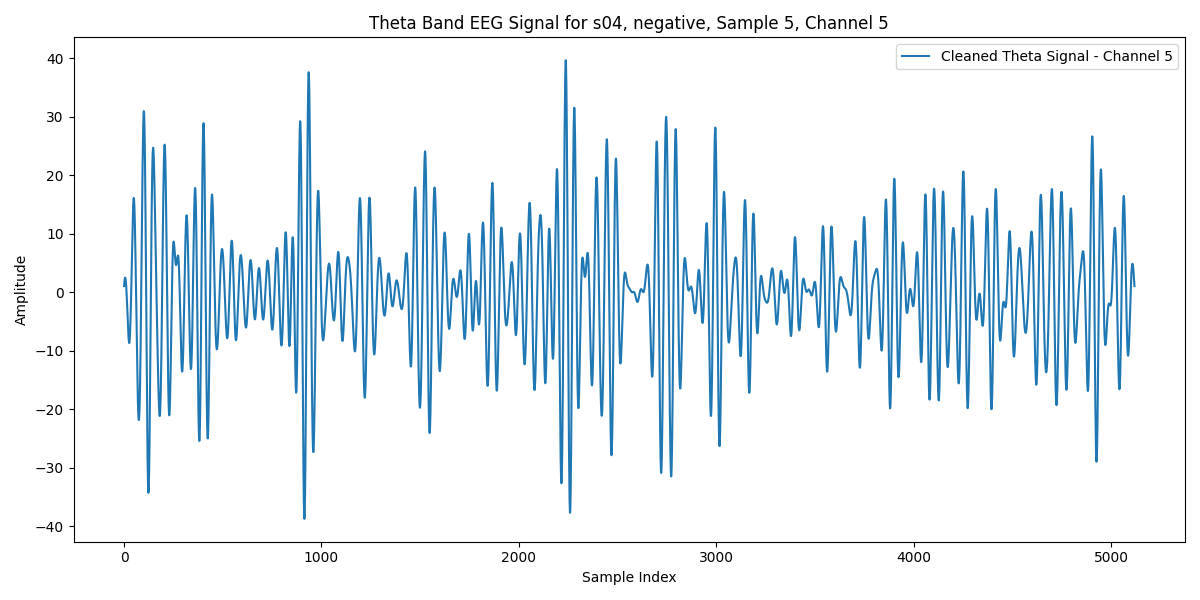 Theta Band EEG Signal for s04, negative, Sample 5, Channel 5
Cleaned Theta Signal - Channel 5
Amplitude
40
30
20
10
0
−10
−20
−30
−40
0 1000 2000 3000 4000 5000
Sample Index